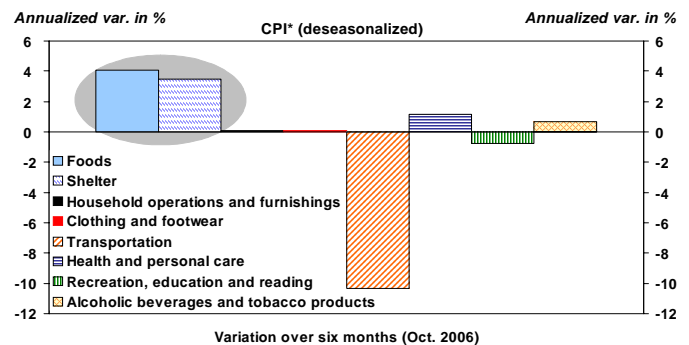 Annualized var. in %
Annualized var. in %
CPI* (deseasonalized)
6
6
4
4
2
2
0
0
-2
-2
-4
-4
-6
-6
-8
-8
-10
-10
-12
-12
Foods
Shelter
Household operations and furnishings
Clothing and footwear
Transportation
Health and personal care
Recreation, education and reading
Alcoholic beverages and tobacco products
Variation over six months (Oct. 2006)